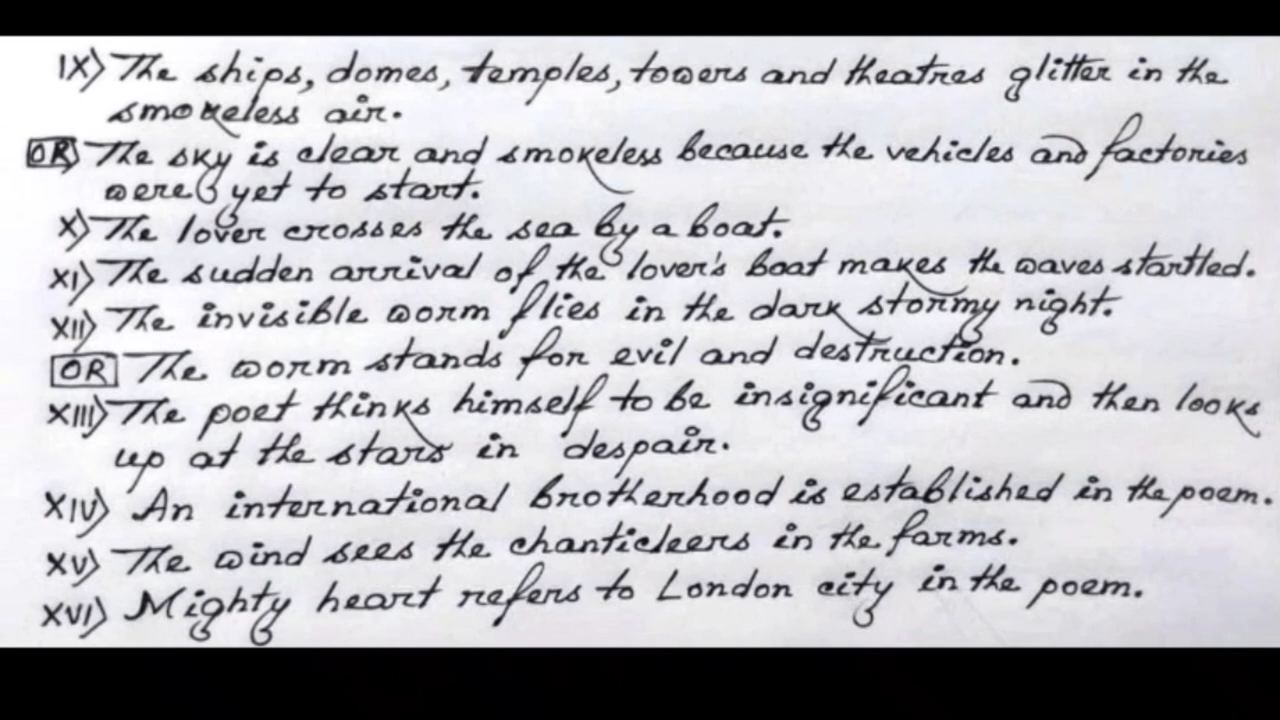 IX) The ships, domes, temples, towers and theatres glitter in the
smokeless air.
OR) The sky is clear and smokeless because the vehicles and factories
were yet to start.
X) The lover crosses the sea by a boat.
XI) The sudden arrival of the lover's boat makes the waves startled.
XII) The invisible worm flies in the dark stormy night.
OR The worm stands for evil and destruction.
XIII) The poet thinks himself to be insignificant and then looks
up at the stars in despair.
XIV) An international brotherhood is established in the poem.
XV) The wind sees the chanticleers in the farms.
XVI) Mighty heart refers to London city in the poem.